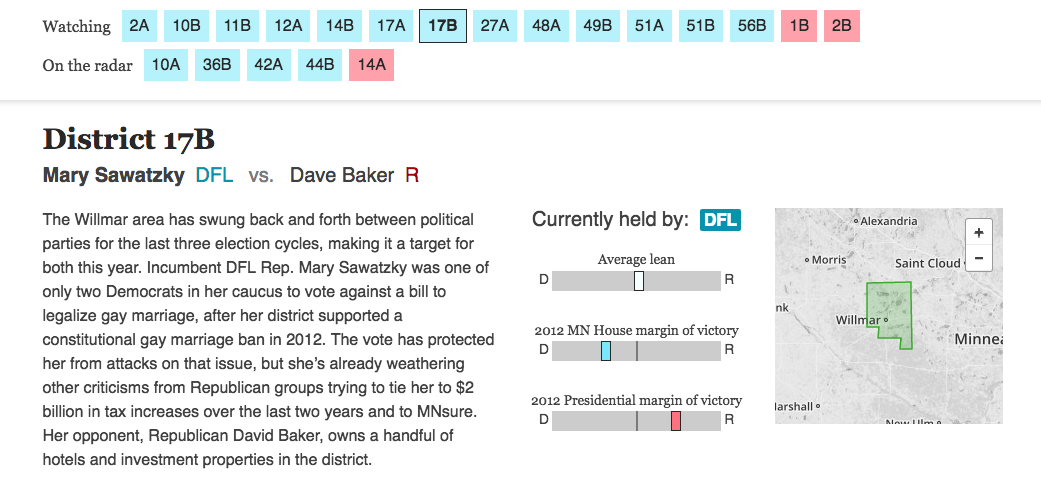 Watching 2A 10B 11B 12A 14B 17A 17B 27A 48A 49B 51A 51B 56B 1B 2B
On the radar 10A 36B 42A 44B 14A
District 17B
Mary Sawatzky DFL vs. Dave Baker R
The Willmar area has swung back and forth between political
parties for the last three election cycles, making it a target for
both this year. Incumbent DFL Rep. Mary Sawatzky was one of
only two Democrats in her caucus to vote against a bill to
legalize gay marriage, after her district supported a
constitutional gay marriage ban in 2012. The vote has protected
her from attacks on that issue, but she’s already weathering
other criticisms from Republican groups trying to tie her to $2
billion in tax increases over the last two years and to MNsure.
Her opponent, Republican David Baker, owns a handful of
hotels and investment properties in the district.
Currently held by: DFL
Average lean
D R
2012 MN House margin of victory
D R
2012 Presidential margin of victory
D R
Alexandria
+
Morris
Saint Cloud
−
nk
Willmar
Minnea
larshall
New Ulm